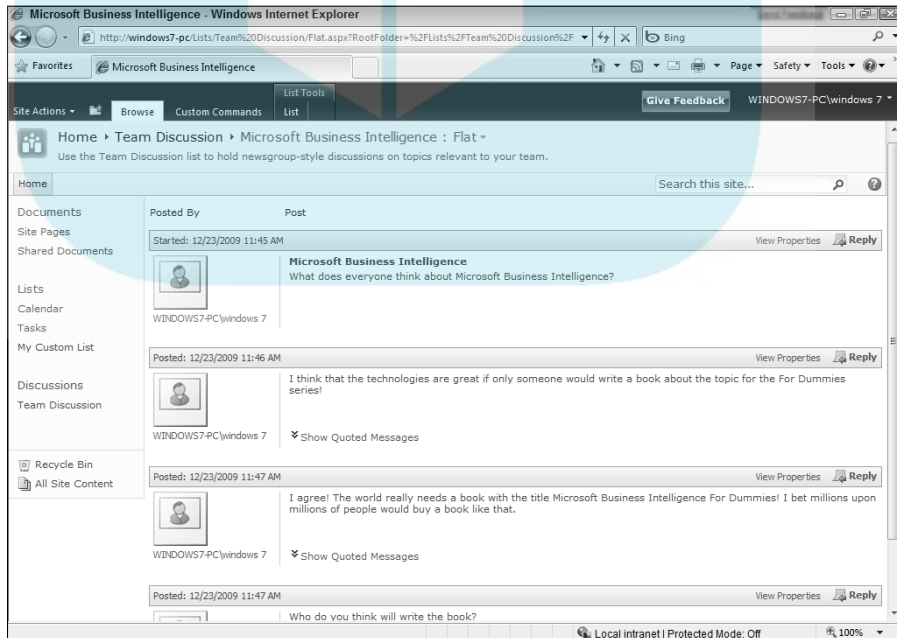 Microsoft Business Intelligence - Windows Internet Explorer
http://windows7-pc/Lists/Team%20Discussion/Flat.aspx?RootFolder=%2FLists%2FTeam%20Discussion%2F
Bing
Favorites
Microsoft Business Intelligence
Page
Safety
Tools
List Tools
Site Actions
Browse
Custom Commands
List
Give Feedback
WINDOWS7-PC\windows 7
Home Team Discussion Microsoft Business Intelligence : Flat
Use the Team Discussion list to hold newsgroup-style discussions on topics relevant to your team.
Home
Search this site...
Documents
Site Pages
Shared Documents
Lists
Calendar
Tasks
My Custom List
Discussions
Team Discussion
Recycle Bin
All Site Content
Posted By
Post
Started: 12/23/2009 11:45 AM
View Properties
Reply
WINDOWS7-PC\windows 7
Microsoft Business Intelligence
What does everyone think about Microsoft Business Intelligence?
Posted: 12/23/2009 11:46 AM
View Properties
Reply
WINDOWS7-PC\windows 7
I think that the technologies are great if only someone would write a book about the topic for the For Dummies
series!
Show Quoted Messages
Posted: 12/23/2009 11:47 AM
View Properties
Reply
WINDOWS7-PC\windows 7
I agree! The world really needs a book with the title Microsoft Business Intelligence For Dummies! I bet millions upon
millions of people would buy a book like that.
Show Quoted Messages
Posted: 12/23/2009 11:47 AM
View Properties
Reply
Who do you think will write the book?
Local intranet | Protected Mode: Off
100%